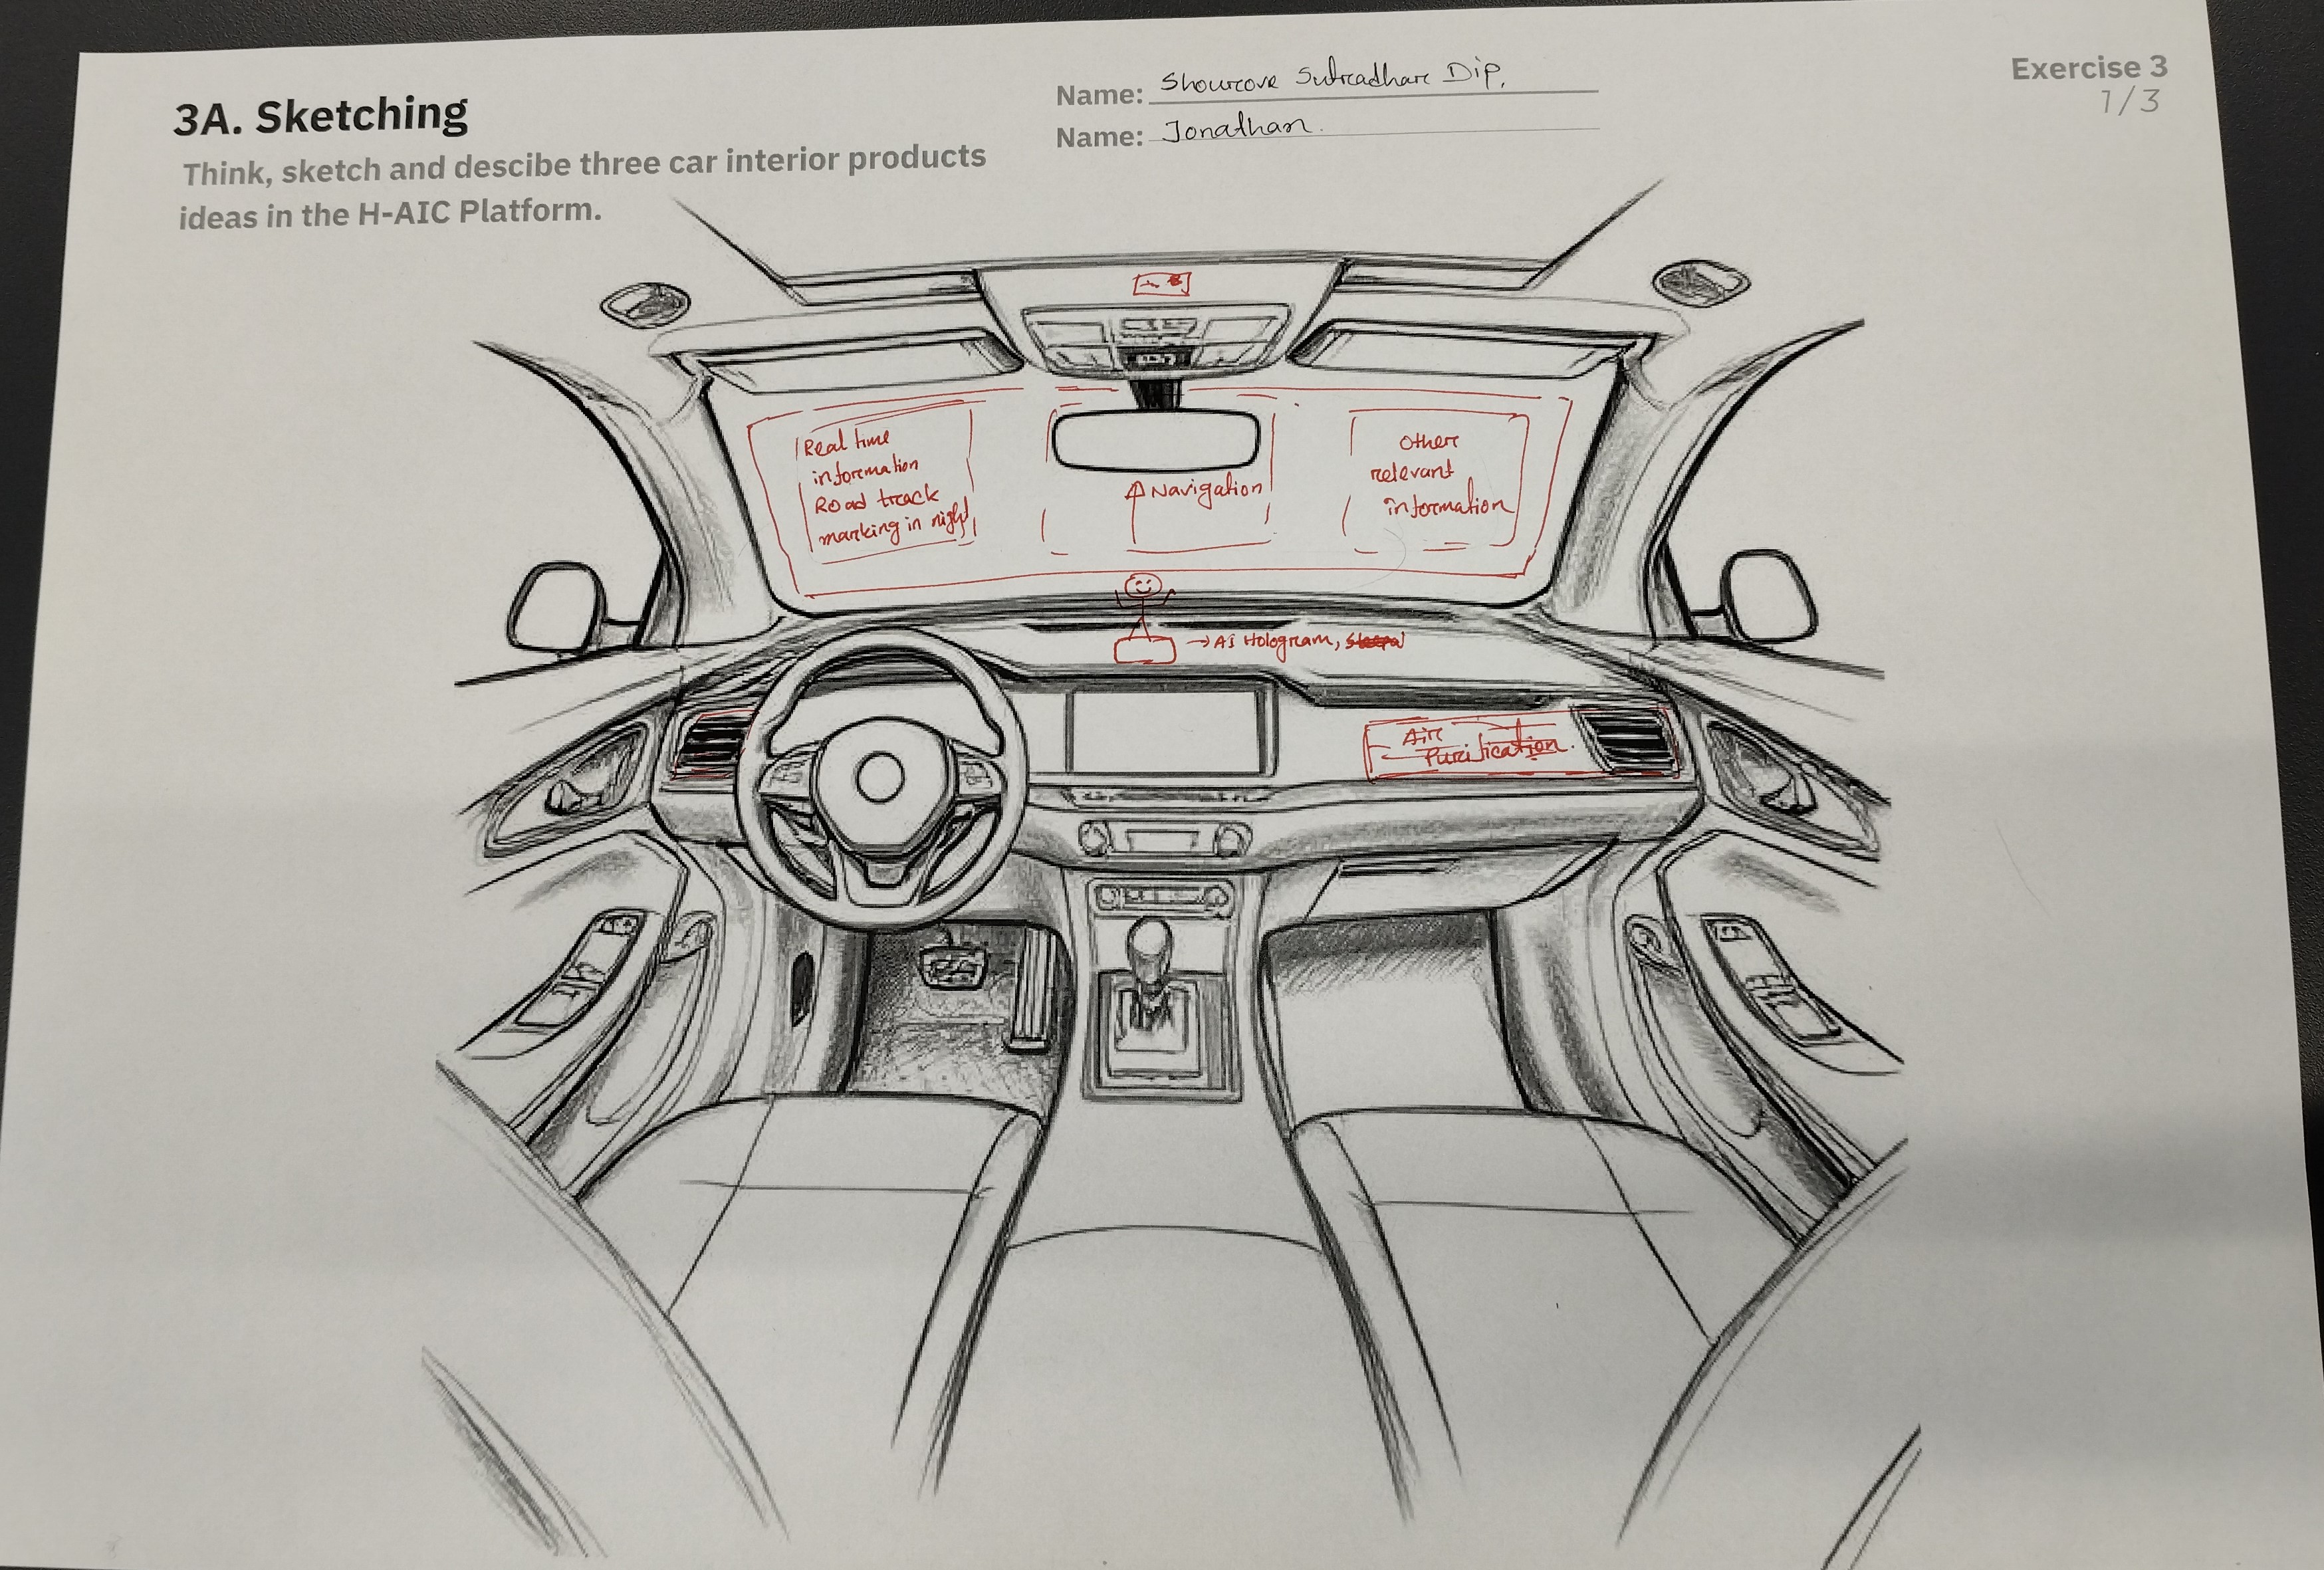 3A. Sketching
Think, sketch and descibe three car interior products
ideas in the H-AIC Platform.
Name: Shourove Sutradhar Dip.
Name: Jonathan.
Exercise 3
1/3
Real time
information
Road track
marking in night
Navigation
Other
relevant
information
→ Ai Hologram,
Air
Purification.